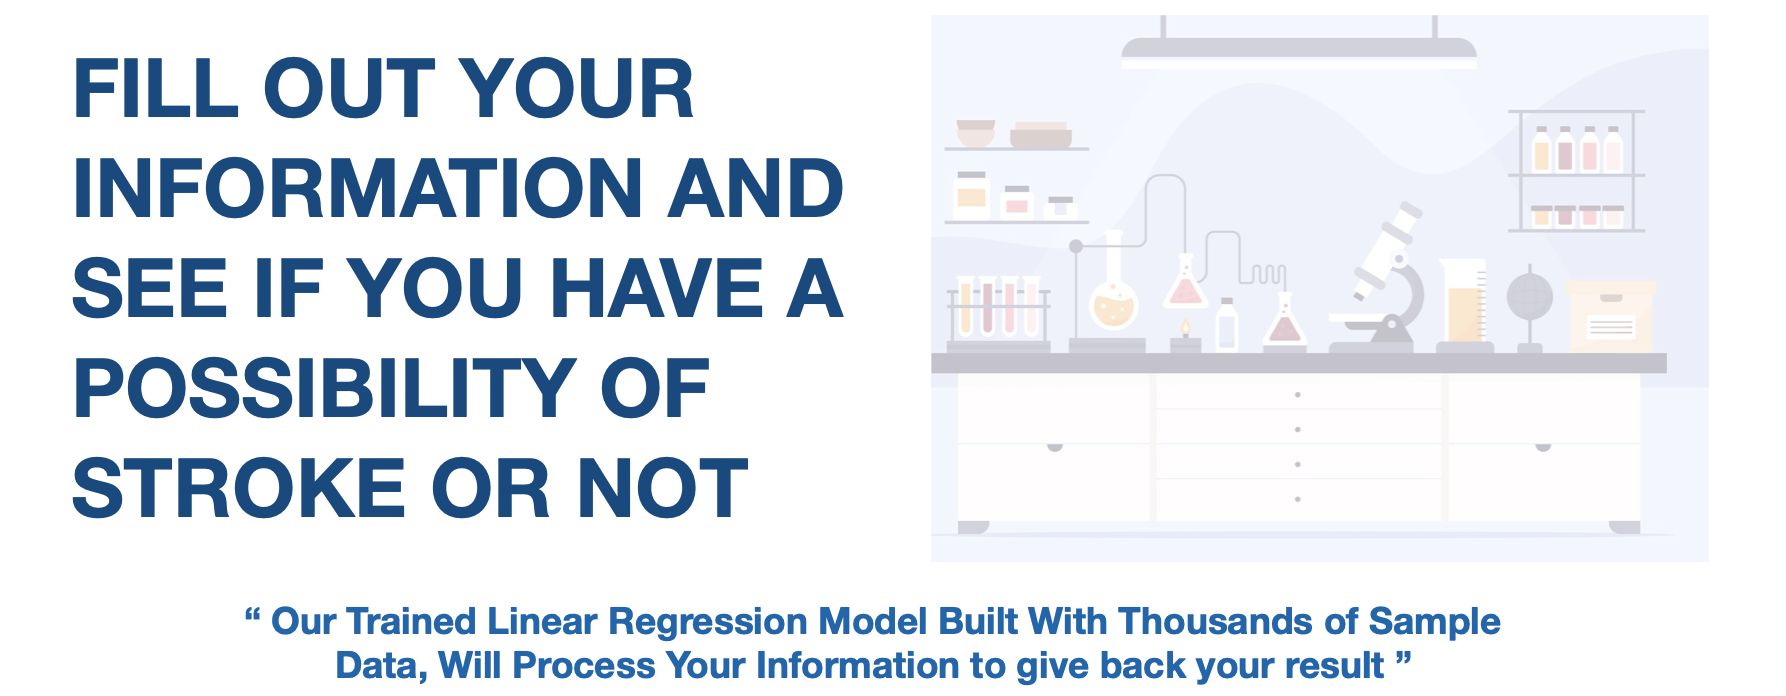 FILL OUT YOUR
INFORMATION AND
SEE IF YOU HAVE A
POSSIBILITY OF
STROKE OR NOT
“ Our Trained Linear Regression Model Built With Thousands of Sample
Data, Will Process Your Information to give back your result ”